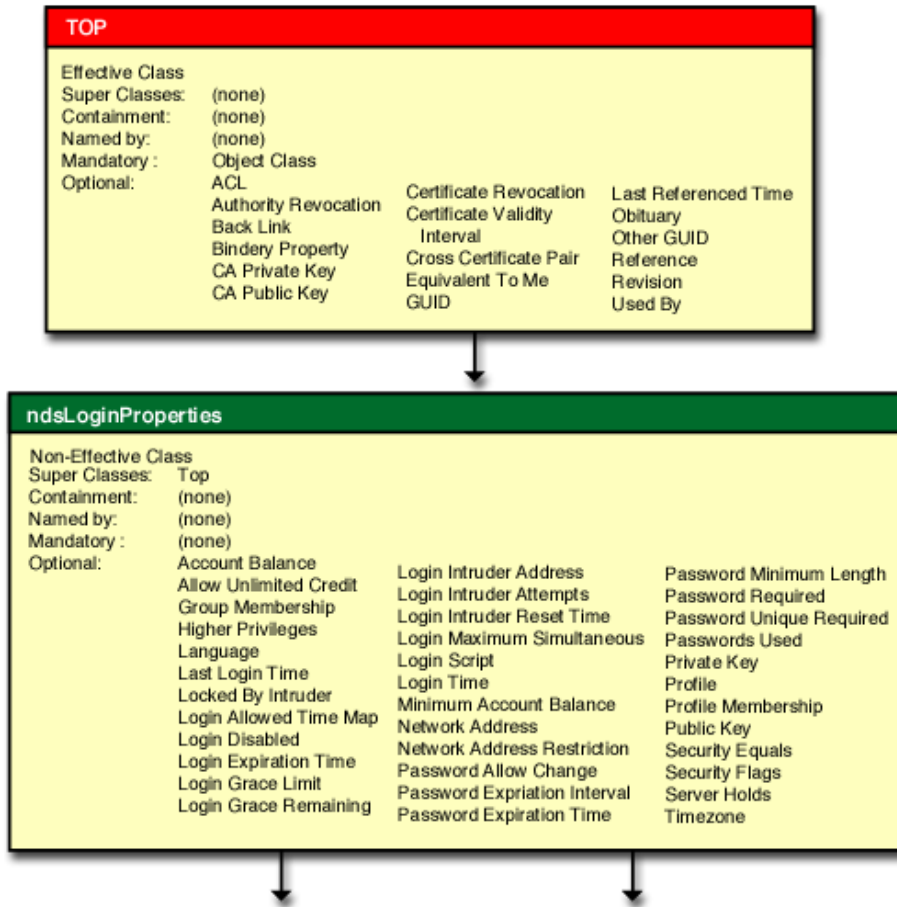 TOP
Effective Class
Super Classes: (none)
Containment: (none)
Named by: (none)
Mandatory : Object Class
Optional: ACL
Authority Revocation
Back Link
Bindery Property
CA Private Key
CA Public Key
Certificate Revocation
Certificate Validity
Interval
Cross Certificate Pair
Equivalent To Me
GUID
Last Referenced Time
Obituary
Other GUID
Reference
Revision
Used By
ndsLoginProperties
Non-Effective Class
Super Classes: Top
Containment: (none)
Named by: (none)
Mandatory : (none)
Optional: Account Balance
Allow Unlimited Credit
Group Membership
Higher Privileges
Language
Last Login Time
Locked By Intruder
Login Allowed Time Map
Login Disabled
Login Expiration Time
Login Grace Limit
Login Grace Remaining
Login Intruder Address
Login Intruder Attempts
Login Intruder Reset Time
Login Maximum Simultaneous
Login Script
Login Time
Minimum Account Balance
Network Address
Network Address Restriction
Password Allow Change
Password Expriation Interval
Password Expiration Time
Password Minimum Length
Password Required
Password Unique Required
Passwords Used
Private Key
Profile
Profile Membership
Public Key
Security Equals
Security Flags
Server Holds
Timezone